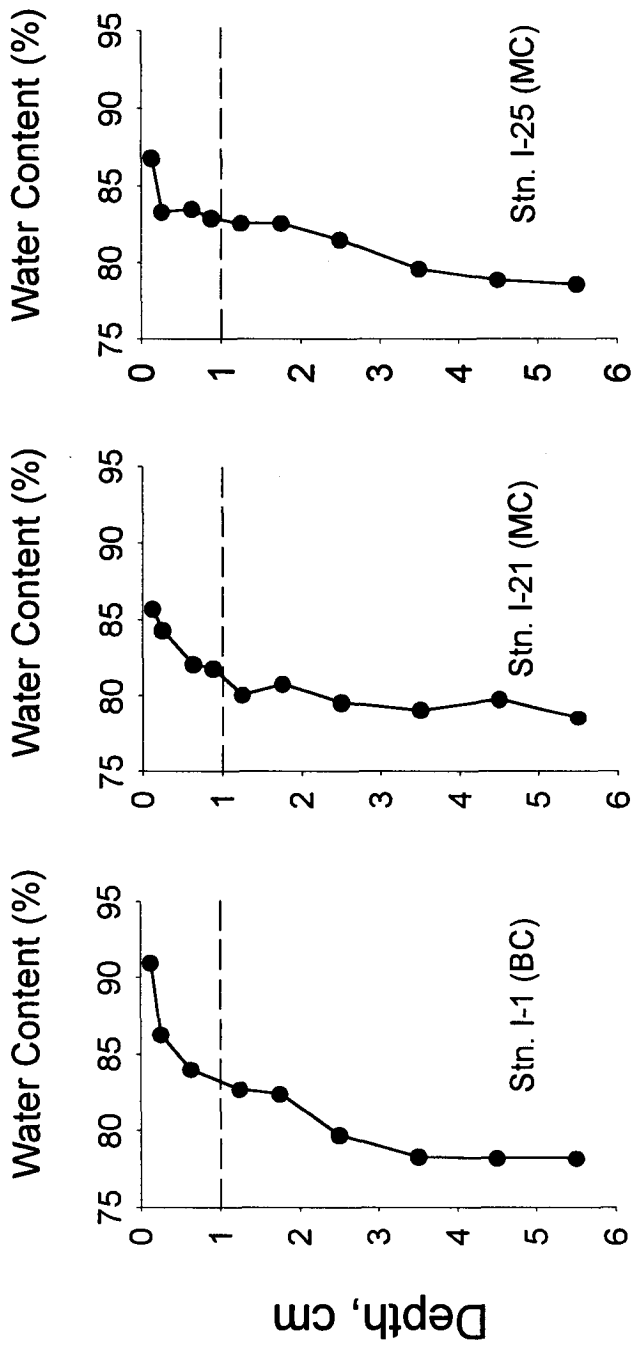 Water Content (%) Water Content (%) Water Content (%)
75 80 85 90 95 75 80 85 90 95 75 80 85 90 95
0 0 0
1 1 1
2 2 2
3 3 3
4 4 4
5 5 5
6 6 6
Depth, cm
Stn. I-1 (BC) Stn. I-21 (MC) Stn. I-25 (MC)